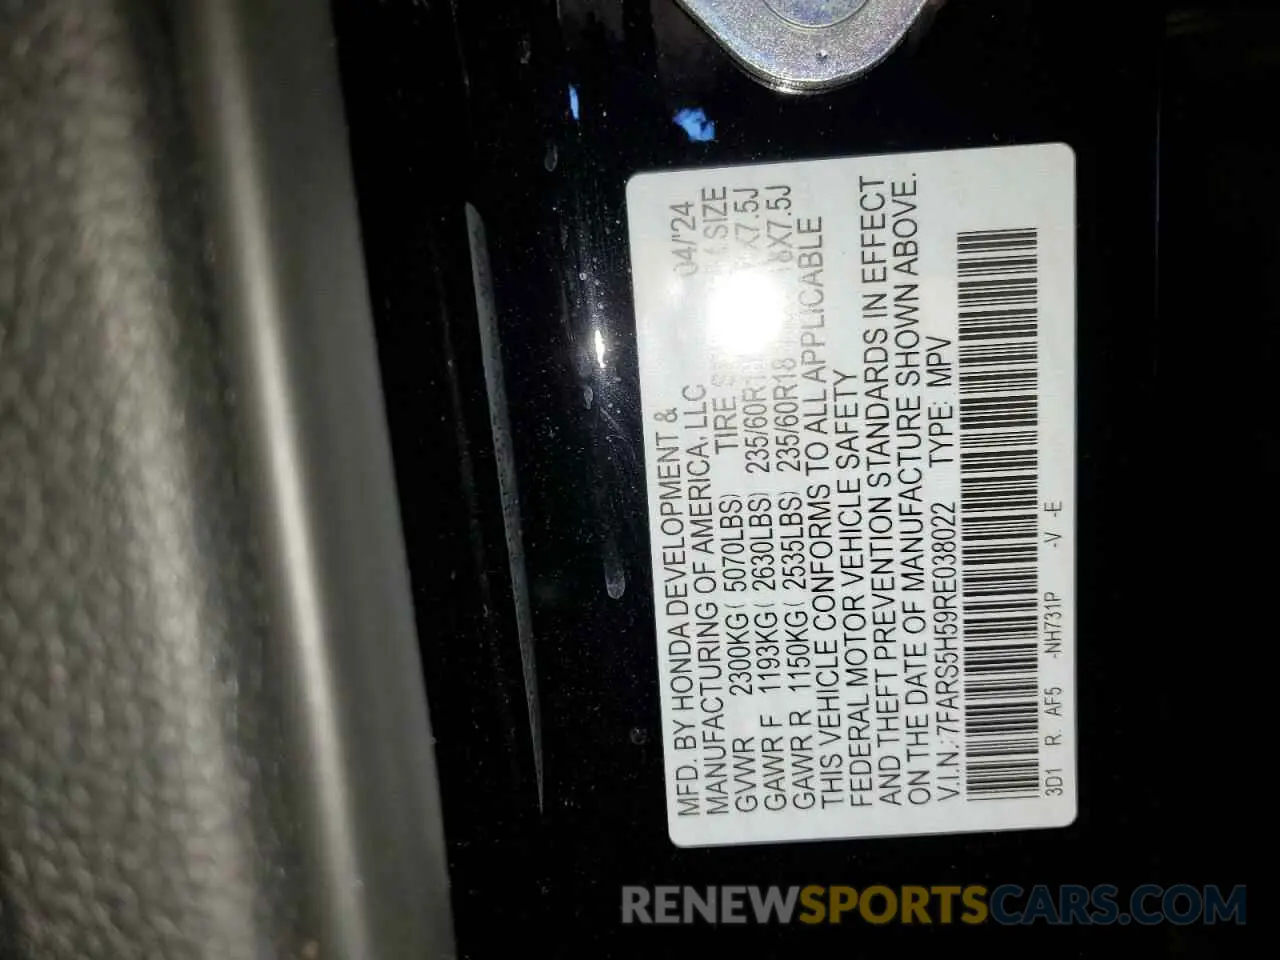 MFD. BY HONDA DEVELOPMENT &
MANUFACTURING OF AMERICA, LLC 04/'24
GVWR 2300KG ( 5070LBS) TIRE SIZE
GAWR F 1193KG ( 2630LBS) 235/60R18 X7.5J
GAWR R 1150KG ( 2535LBS) 235/60R18 18X7.5J
THIS VEHICLE CONFORMS TO ALL APPLICABLE
FEDERAL MOTOR VEHICLE SAFETY
AND THEFT PREVENTION STANDARDS IN EFFECT
ON THE DATE OF MANUFACTURE SHOWN ABOVE.
V.I.N.: 7FARS5H59RE038022 TYPE: MPV
3D1 R. AF5 -NH731P -V -E
RENEWSPORTSCARS.COM